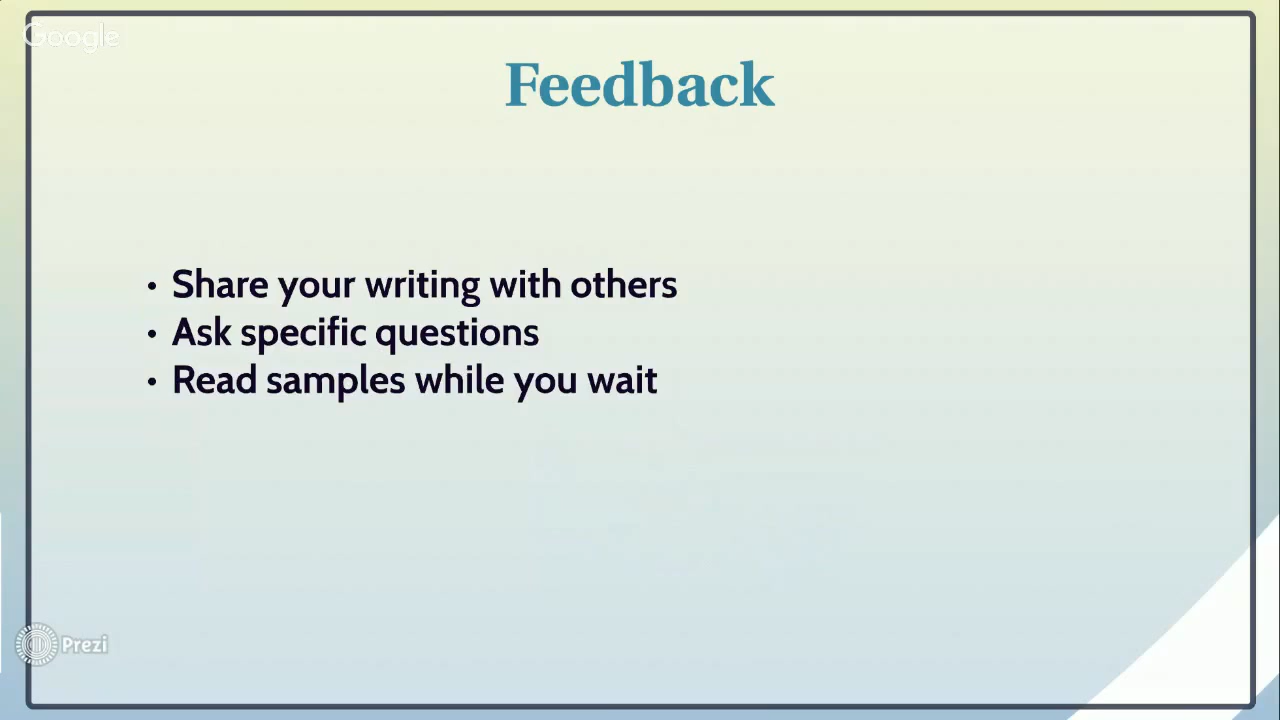 Google
Feedback
• Share your writing with others
• Ask specific questions
• Read samples while you wait
Prezi